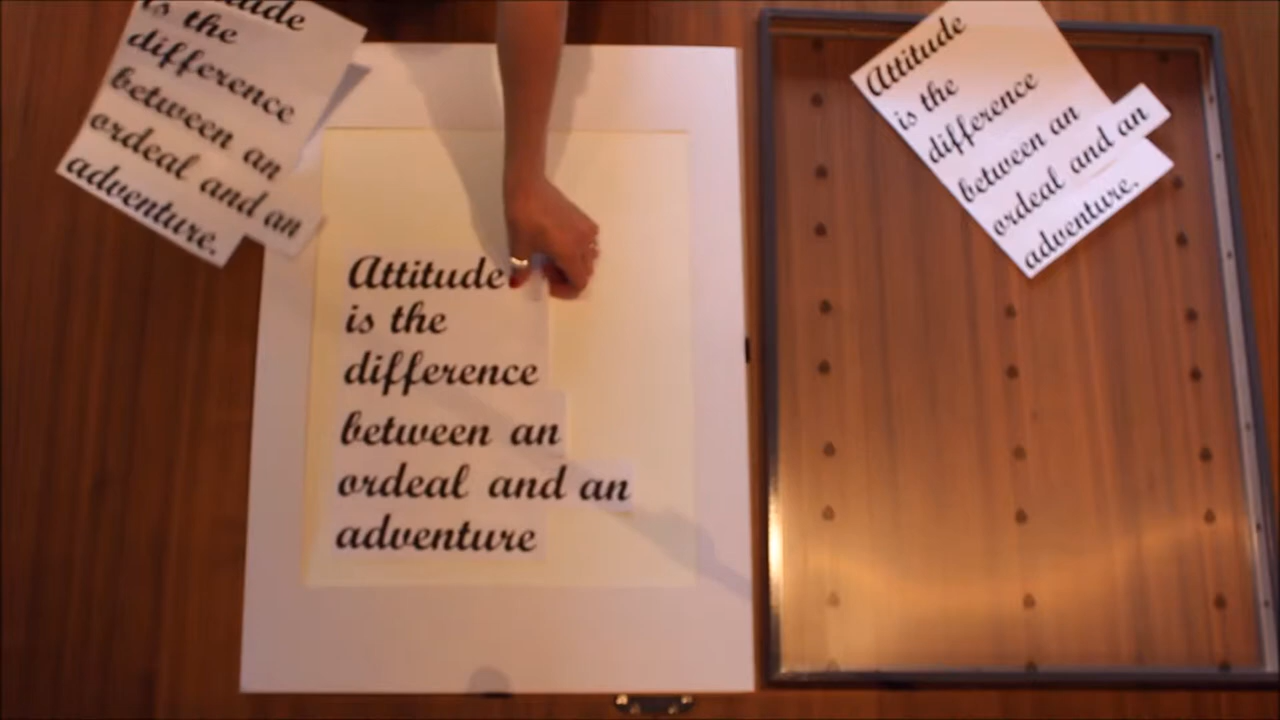 Attitude
is the
difference
between an
ordeal and an
adventure.
Attitude
is the
difference
between an
ordeal and an
adventure
Attitude
is the
difference
between an
ordeal and an
adventure.